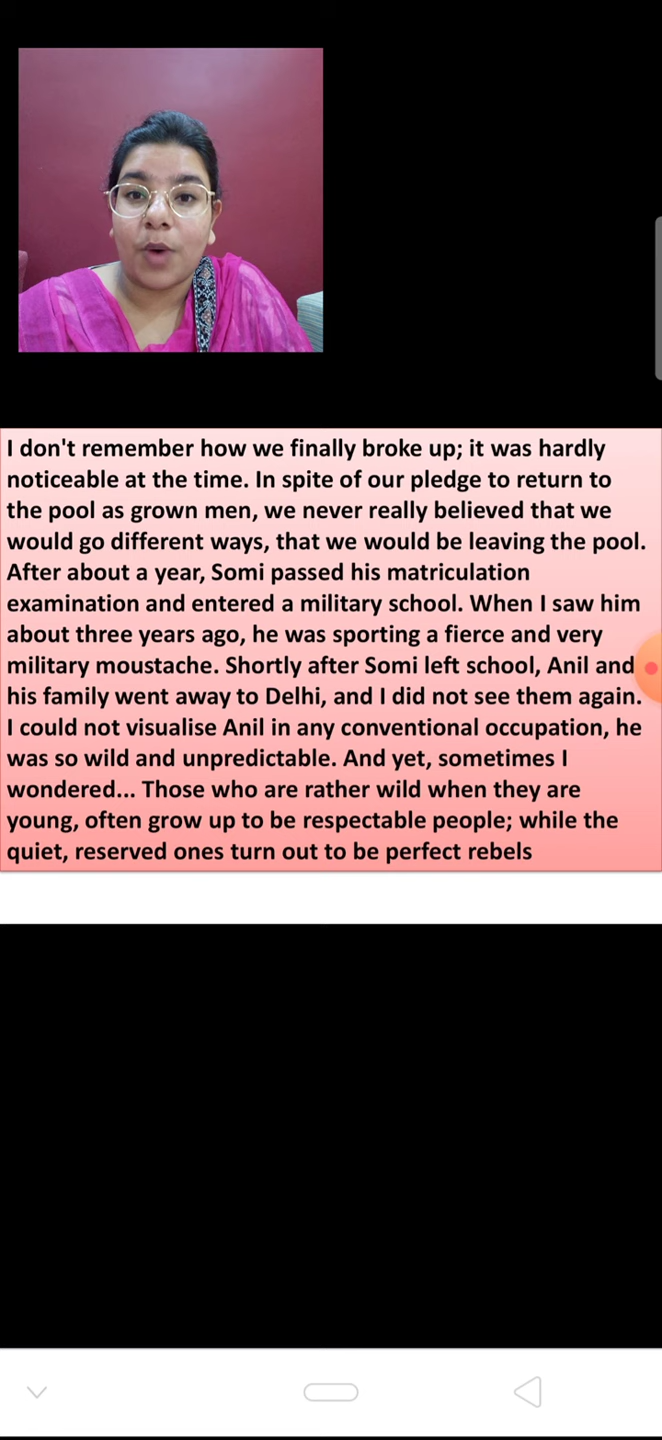 I don't remember how we finally broke up; it was hardly
noticeable at the time. In spite of our pledge to return to
the pool as grown men, we never really believed that we
would go different ways, that we would be leaving the pool.
After about a year, Somi passed his matriculation
examination and entered a military school. When I saw him
about three years ago, he was sporting a fierce and very
military moustache. Shortly after Somi left school, Anil and
his family went away to Delhi, and I did not see them again.
I could not visualise Anil in any conventional occupation, he
was so wild and unpredictable. And yet, sometimes I
wondered... Those who are rather wild when they are
young, often grow up to be respectable people; while the
quiet, reserved ones turn out to be perfect rebels